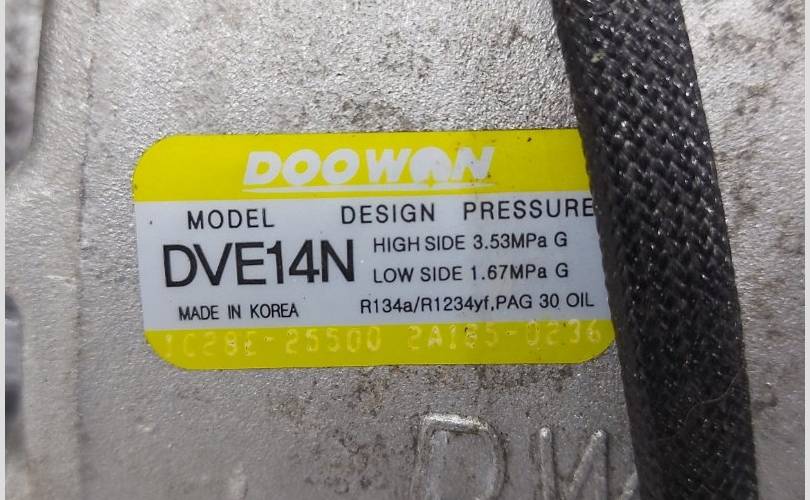 DOOWON
MODEL DESIGN PRESSURE
DVE14N HIGH SIDE 3.53MPa G
LOW SIDE 1.67MPa G
MADE IN KOREA R134a/R1234yf,PAG 30 OIL